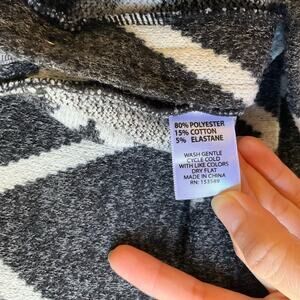 80% POLYESTER
15% COTTON
5% ELASTANE
WASH GENTLE
CYCLE COLD
WITH LIKE COLORS
DRY FLAT
MADE IN CHINA
RN: 153589